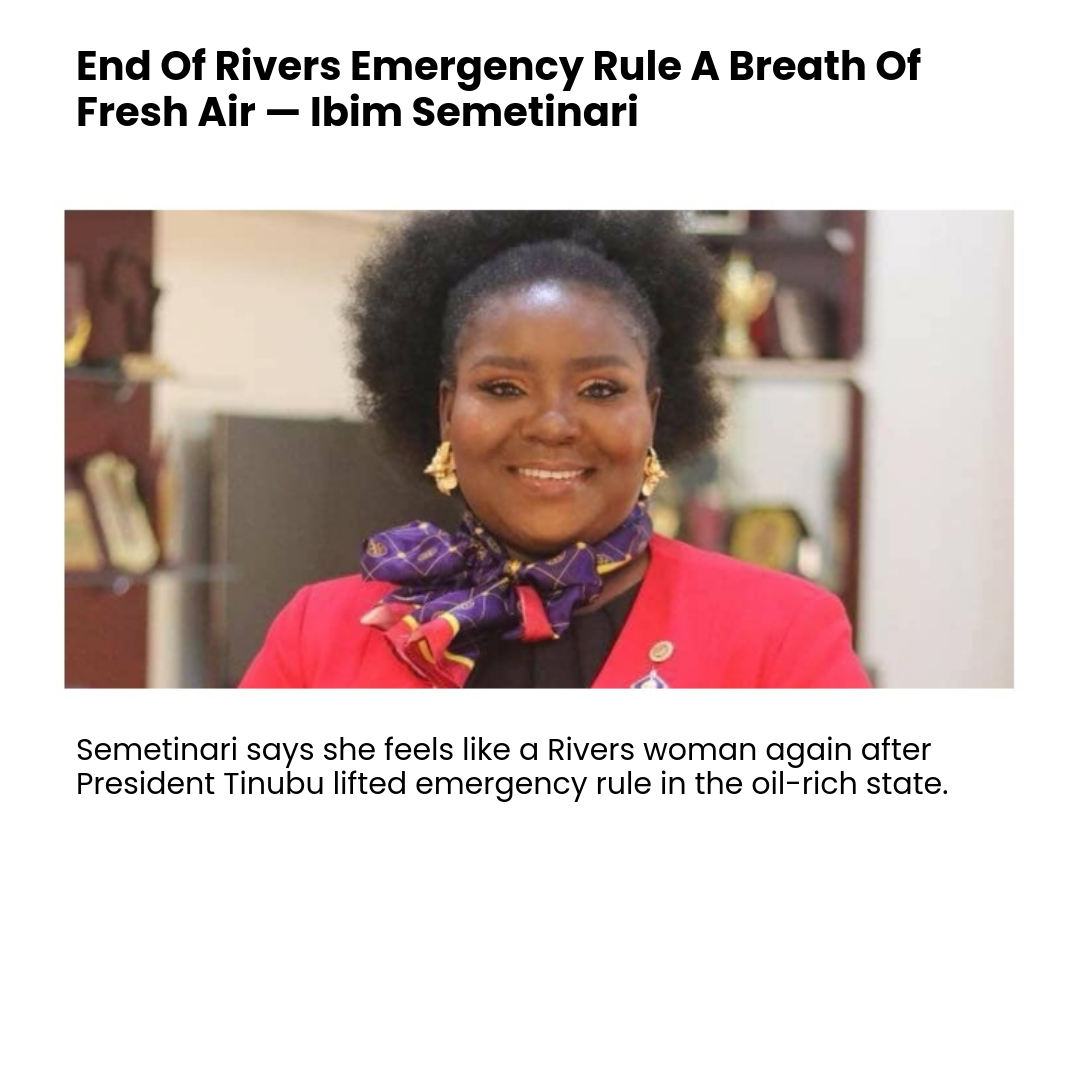 End Of Rivers Emergency Rule A Breath Of
Fresh Air — Ibim Semetinari
Semetinari says she feels like a Rivers woman again after
President Tinubu lifted emergency rule in the oil-rich state.